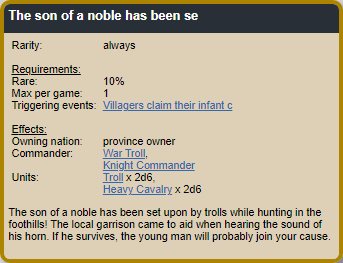 The son of a noble has been se
Rarity: always
Requirements:
Rare: 10%
Max per game: 1
Triggering events: Villagers claim their infant c
Effects:
Owning nation: province owner
Commander: War Troll,
Knight Commander
Units: Troll x 2d6,
Heavy Cavalry x 2d6
The son of a noble has been set upon by trolls while hunting in the
foothills! The local garrison came to aid when hearing the sound of
his horn. If he survives, the young man will probably join your cause.